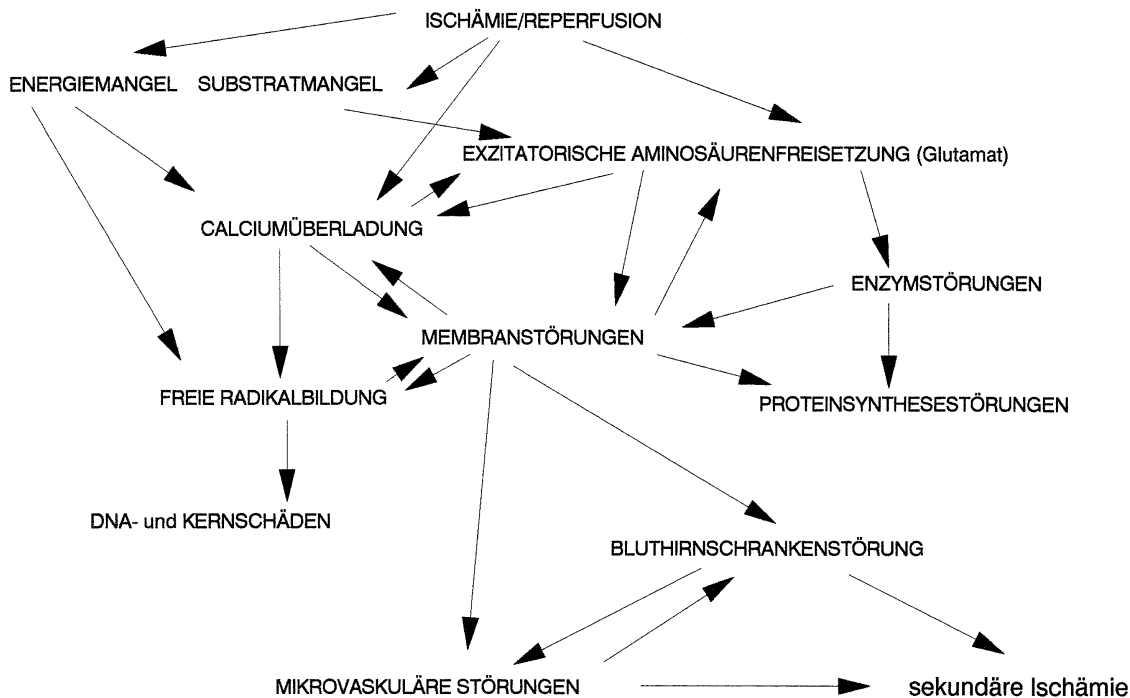 ISCHÄMIE/REPERFUSION
ENERGIEMANGEL SUBSTRATMANGEL
EXZITATORISCHE AMINOSÄURENFREISETZUNG (Glutamat)
CALCIUMÜBERLADUNG
ENZYMSTÖRUNGEN
MEMBRANSTÖRUNGEN
FREIE RADIKALBILDUNG
PROTEINSYNTHESESTÖRUNGEN
DNA- und KERNSCHÄDEN
BLUTHIRNSCHRANKENSTÖRUNG
MIKROVASKULÄRE STÖRUNGEN
sekundäre Ischämie